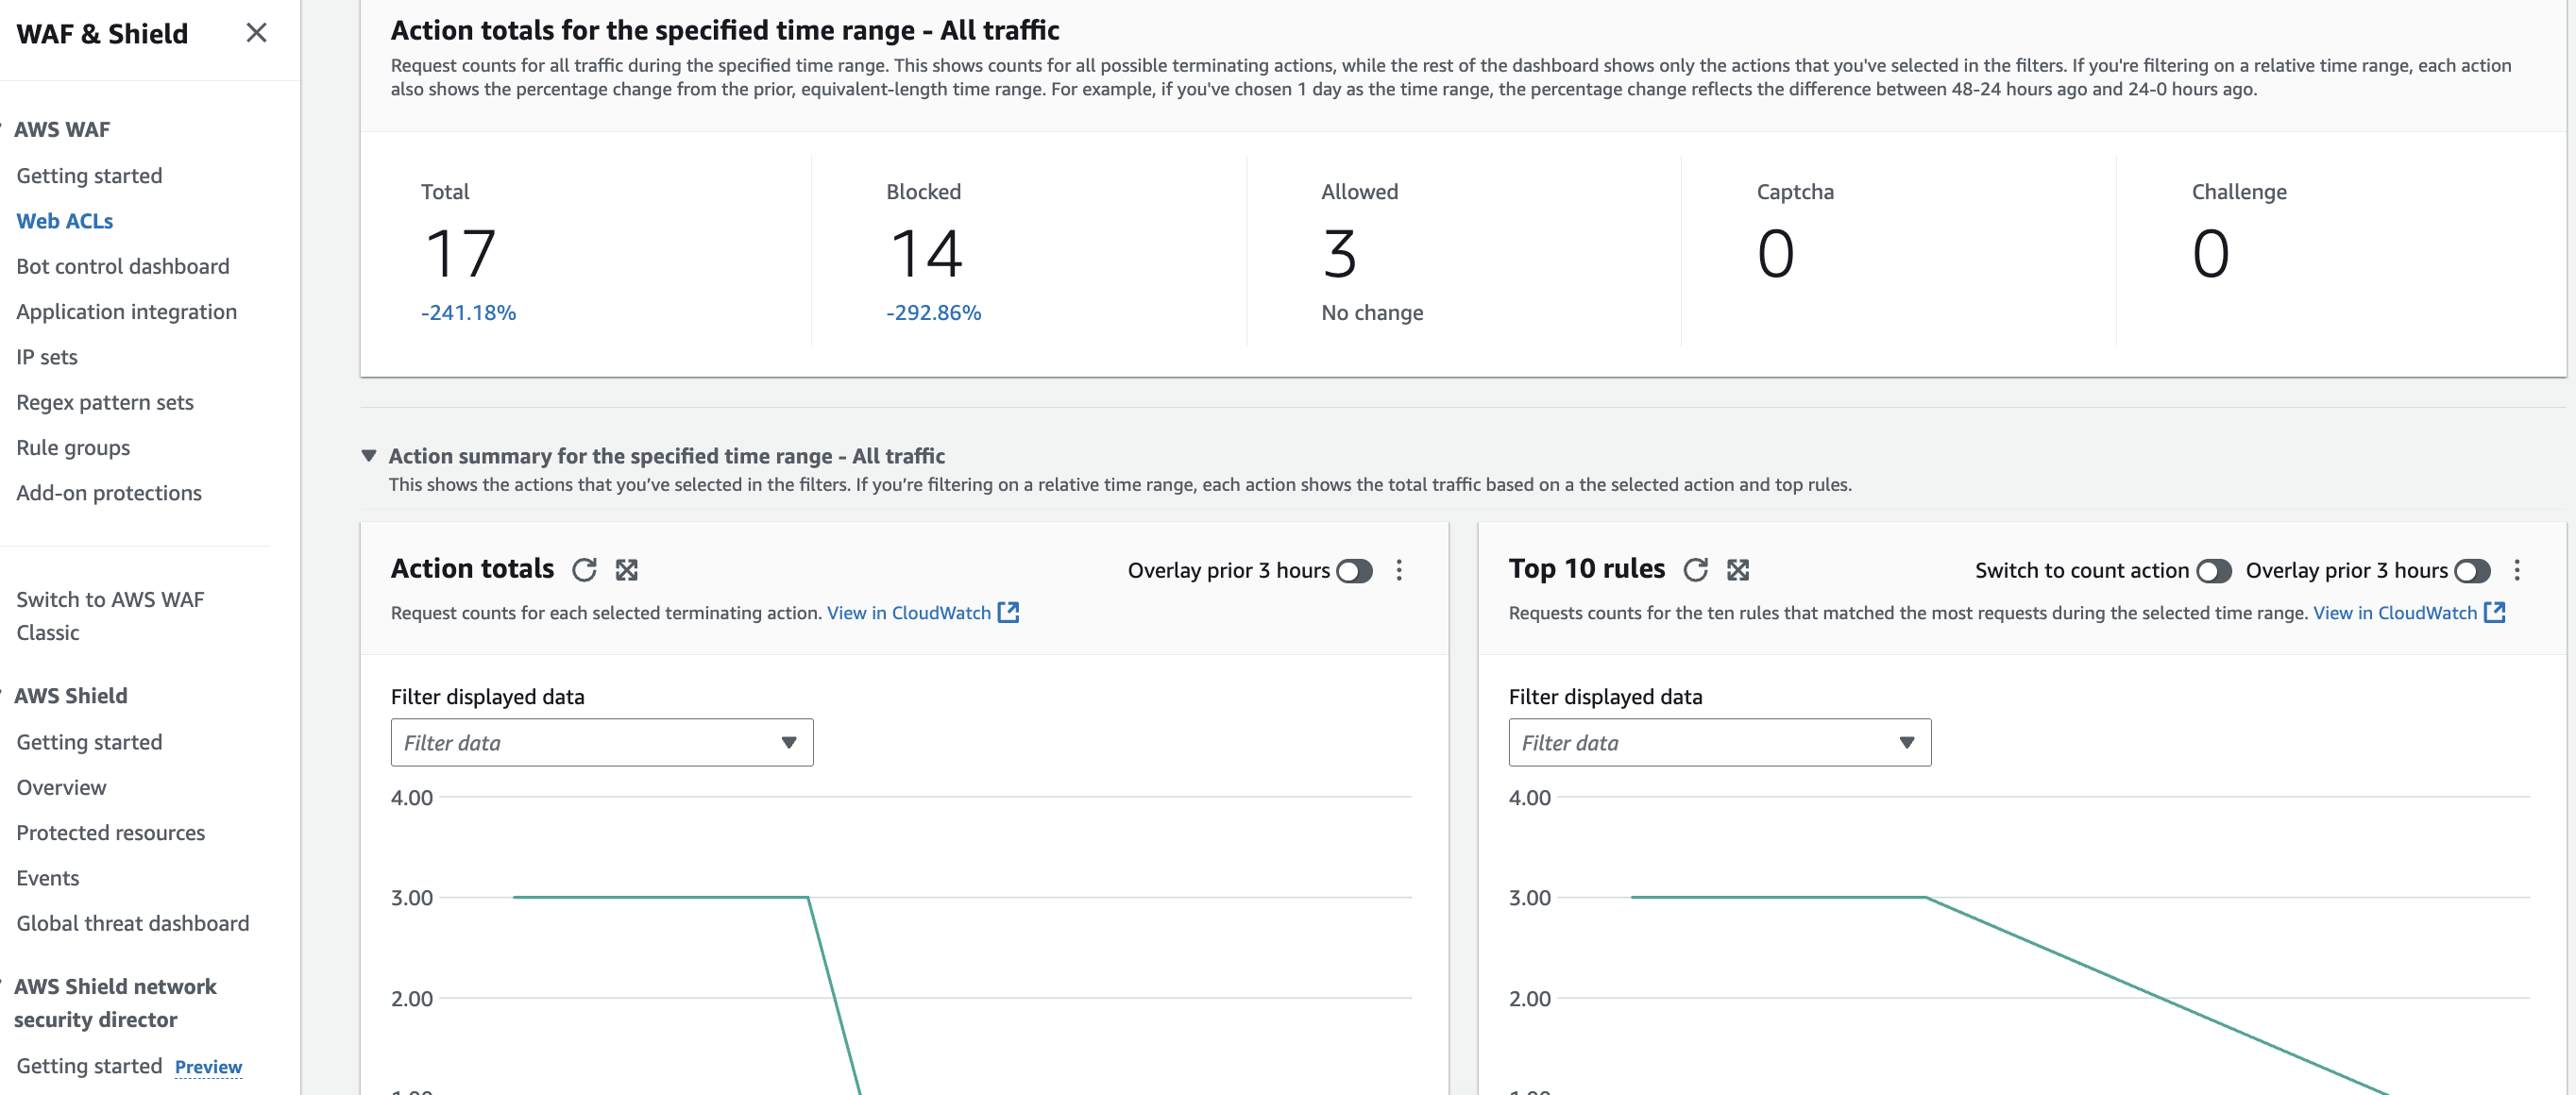 WAF & Shield
AWS WAF
Getting started
Web ACLs
Bot control dashboard
Application integration
IP sets
Regex pattern sets
Rule groups
Add-on protections
Switch to AWS WAF
Classic
AWS Shield
Getting started
Overview
Protected resources
Events
Global threat dashboard
AWS Shield network
security director
Getting started Preview
Action totals for the specified time range - All traffic
Request counts for all traffic during the specified time range. This shows counts for all possible terminating actions, while the rest of the dashboard shows only the actions that you've selected in the filters. If you're filtering on a relative time range, each action
also shows the percentage change from the prior, equivalent-length time range. For example, if you've chosen 1 day as the time range, the percentage change reflects the difference between 48-24 hours ago and 24-0 hours ago.
Total
17
-241.18%
Blocked
14
-292.86%
Allowed
3
No change
Captcha
0
Challenge
0
Action summary for the specified time range - All traffic
This shows the actions that you’ve selected in the filters. If you’re filtering on a relative time range, each action shows the total traffic based on a the selected action and top rules.
Action totals
Overlay prior 3 hours
Request counts for each selected terminating action. View in CloudWatch
Filter displayed data
Filter data
4.00
3.00
2.00
Top 10 rules
Switch to count action Overlay prior 3 hours
Requests counts for the ten rules that matched the most requests during the selected time range. View in CloudWatch
Filter displayed data
Filter data
4.00
3.00
2.00